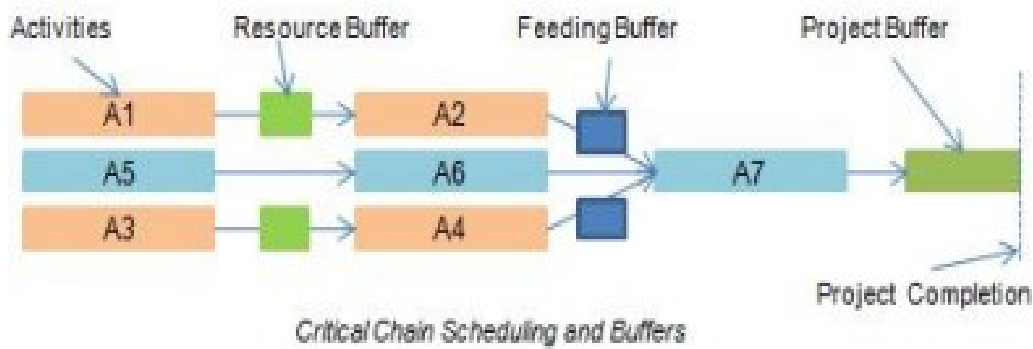 Activities
Resource Buffer
Feeding Buffer
Project Buffer
A1
A2
A5
A6
A7
A3
A4
Project Completion
Critical Chain Scheduling and Buffers